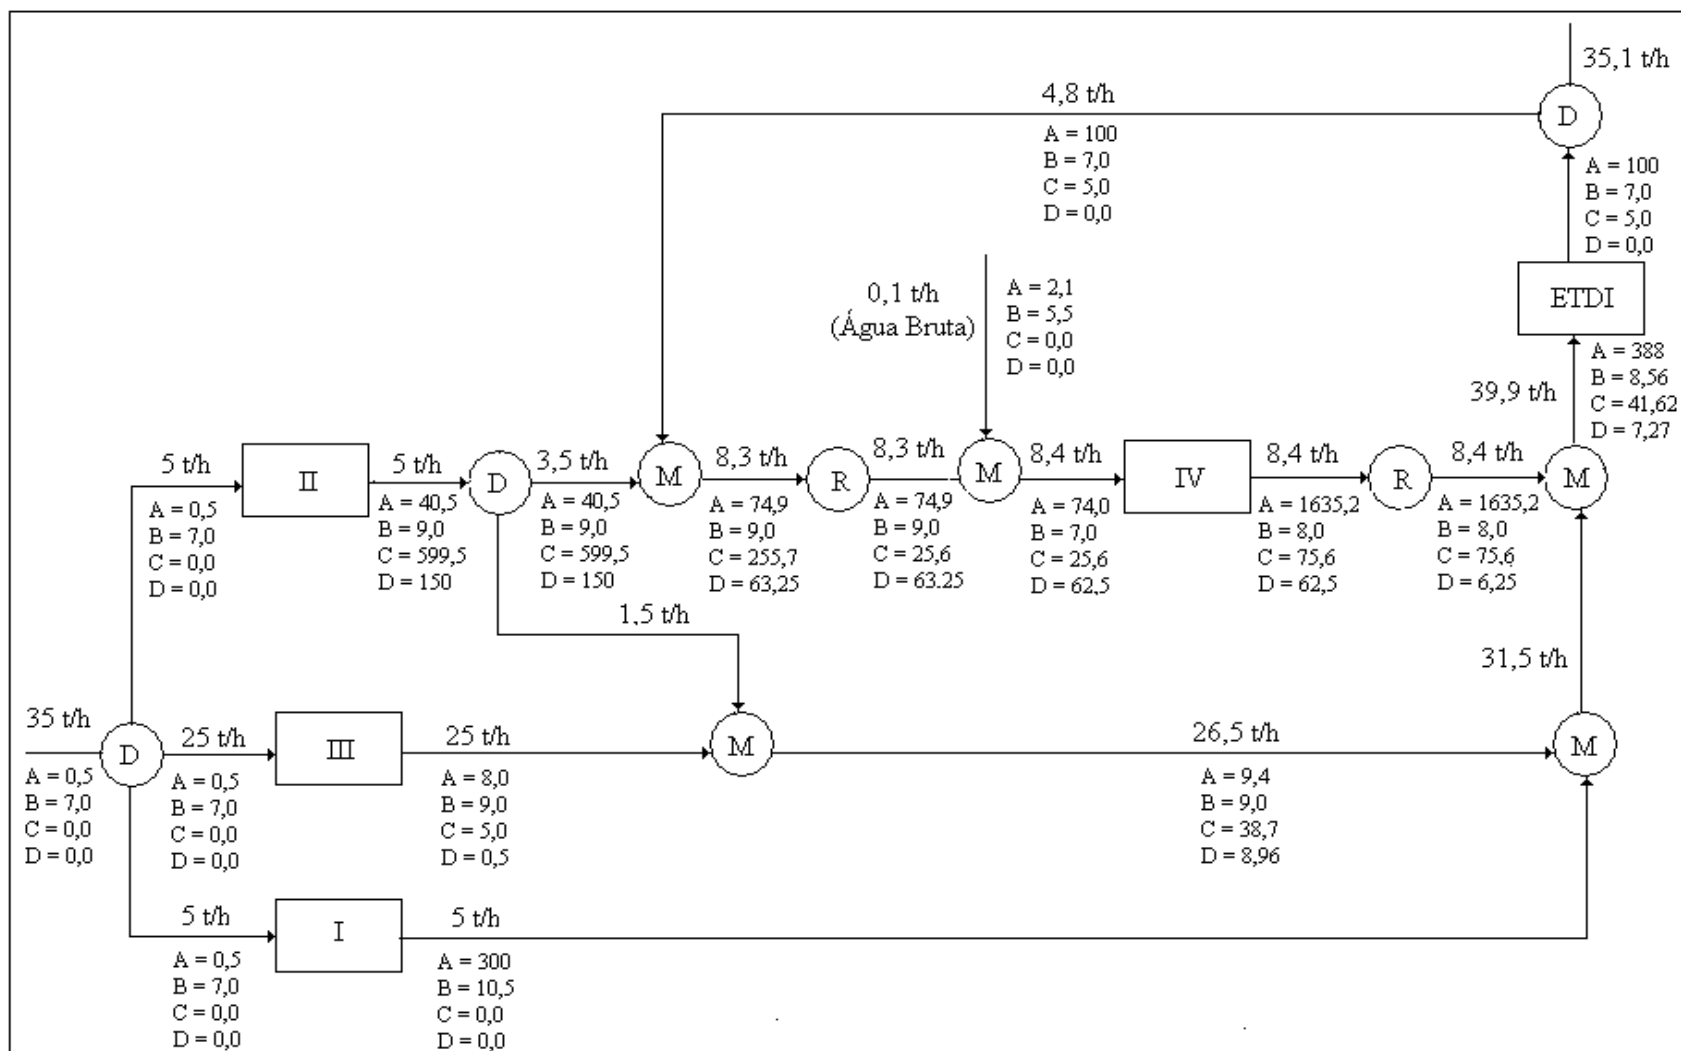 35,1 t/h
D
4,8 t/h
A = 100
B = 7,0
C = 5,0
D = 0,0
A = 100
B = 7,0
C = 5,0
D = 0,0
0,1 t/h
(Água Bruta)
A = 2,1
B = 5,5
C = 0,0
D = 0,0
ETDI
A = 388
B = 8,56
C = 41,62
D = 7,27
39,9 t/h
5 t/h
II
5 t/h
D
3,5 t/h
M
8,3 t/h
R
8,3 t/h
M
8,4 t/h
IV
8,4 t/h
R
8,4 t/h
M
A = 0,5
B = 7,0
C = 0,0
D = 0,0
A = 40,5
B = 9,0
C = 599,5
D = 150
A = 40,5
B = 9,0
C = 599,5
D = 150
A = 74,9
B = 9,0
C = 255,7
D = 63,25
A = 74,9
B = 9,0
C = 25,6
D = 63,25
A = 74,0
B = 7,0
C = 25,6
D = 62,5
A = 1635,2
B = 8,0
C = 75,6
D = 62,5
A = 1635,2
B = 8,0
C = 75,6
D = 6,25
1,5 t/h
31,5 t/h
35 t/h
D
25 t/h
III
25 t/h
M
26,5 t/h
M
A = 0,5
B = 7,0
C = 0,0
D = 0,0
A = 0,5
B = 7,0
C = 0,0
D = 0,0
A = 8,0
B = 9,0
C = 5,0
D = 0,5
A = 9,4
B = 9,0
C = 38,7
D = 8,96
5 t/h
I
5 t/h
A = 0,5
B = 7,0
C = 0,0
D = 0,0
A = 300
B = 10,5
C = 0,0
D = 0,0